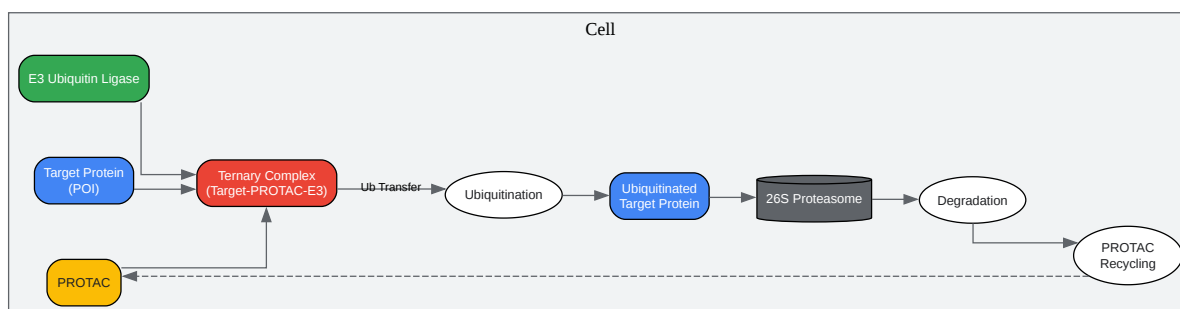 Cell
E3 Ubiquitin Ligase
Target Protein
(POI)
PROTAC
Ternary Complex
(Target-PROTAC-E3)
Ub Transfer
Ubiquitination
Ubiquitinated
Target Protein
26S Proteasome
Degradation
PROTAC
Recycling